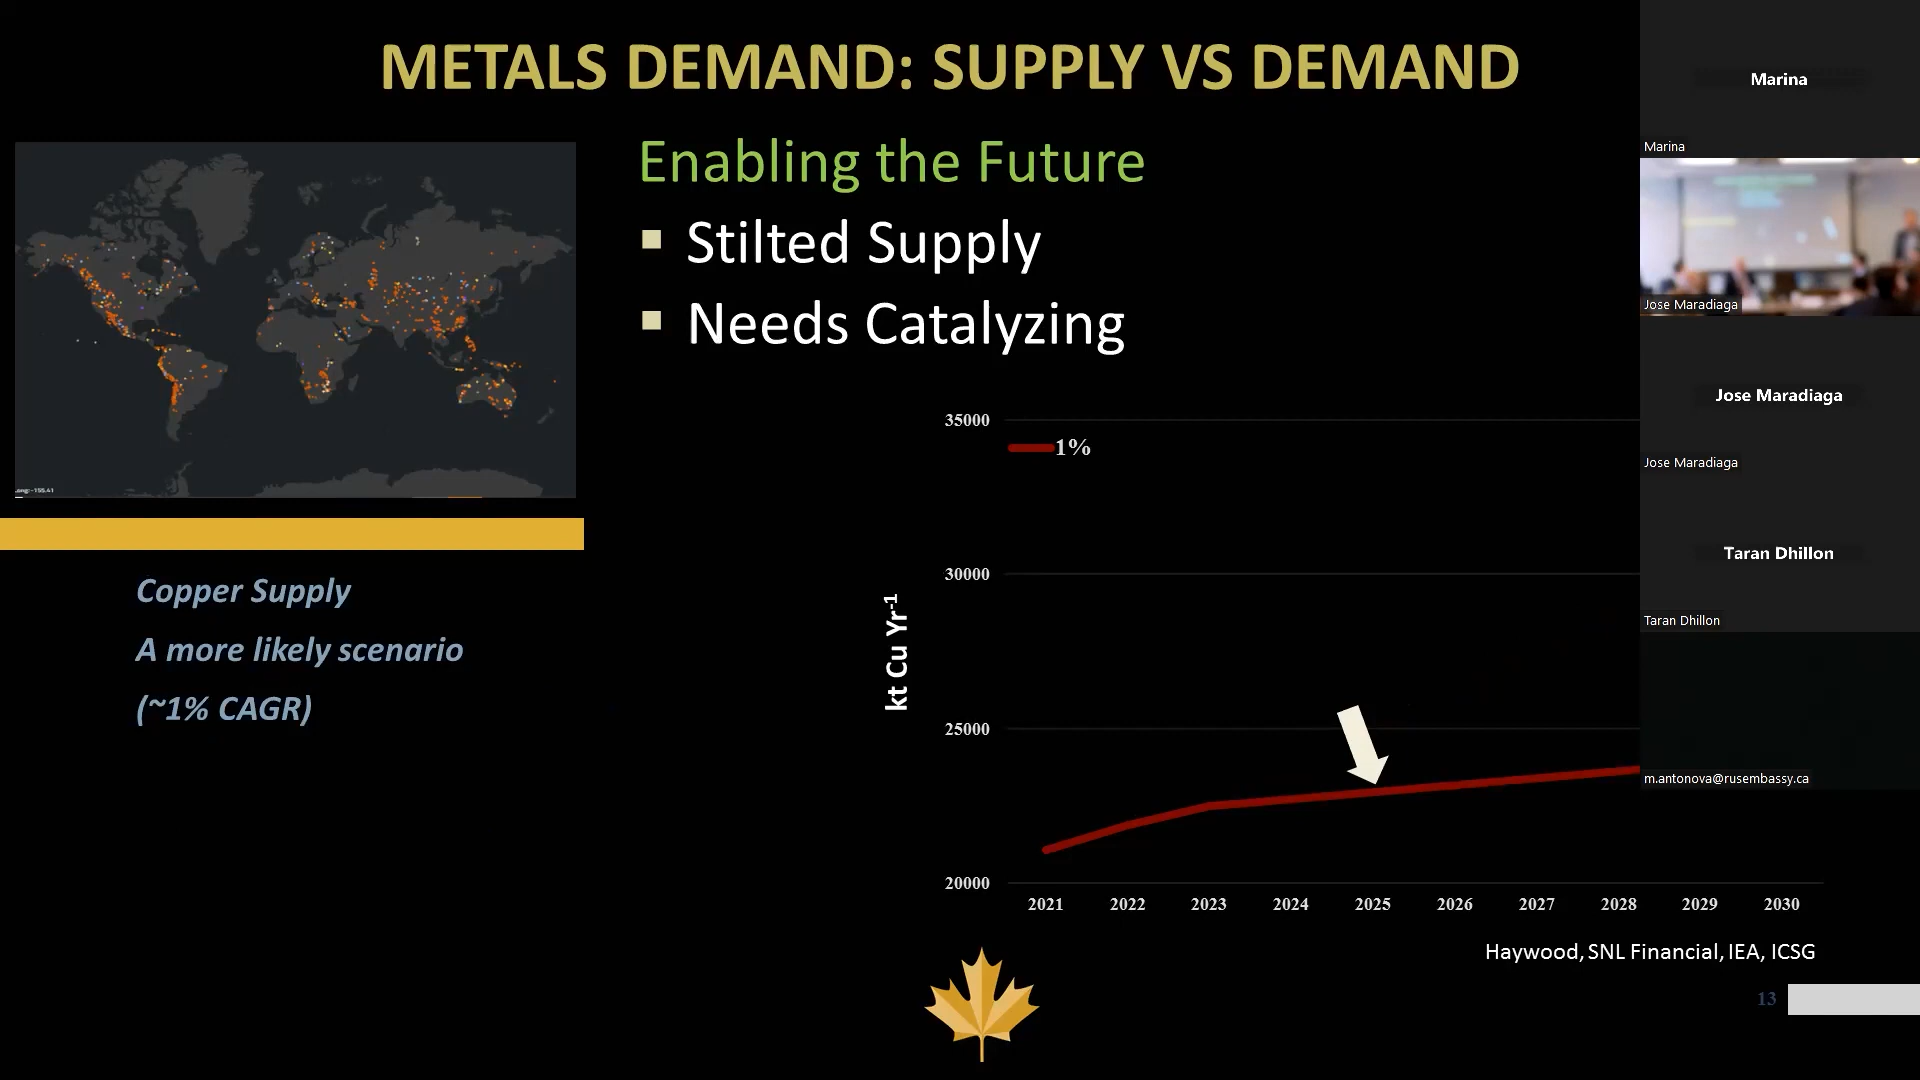 METALS DEMAND: SUPPLY VS DEMAND
Enabling the Future
Stilted Supply
Needs Catalyzing
Long: -155.41
Copper Supply
A more likely scenario
(~1% CAGR)
35000
1%
30000
25000
20000
kt Cu Yr-1
2021 2022 2023 2024 2025 2026 2027 2028 2029 2030
Haywood, SNL Financial, IEA, ICSG
13
Marina
Marina
Jose Maradiaga
Jose Maradiaga
Jose Maradiaga
Taran Dhillon
Taran Dhillon
m.antonova@rusembassy.ca